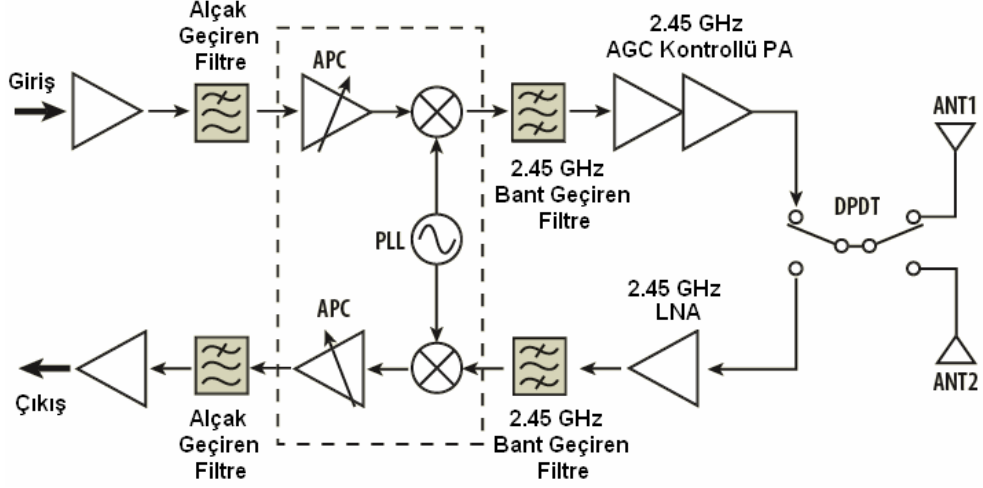 Alçak
Geçiren
Filtre
2.45 GHz
AGC Kontrollü PA
Giriş
APC
ANT1
2.45 GHz
Bant Geçiren
Filtre
DPDT
PLL
2.45 GHz
LNA
APC
ANT2
Çıkış
Alçak
Geçiren
Filtre
2.45 GHz
Bant Geçiren
Filtre